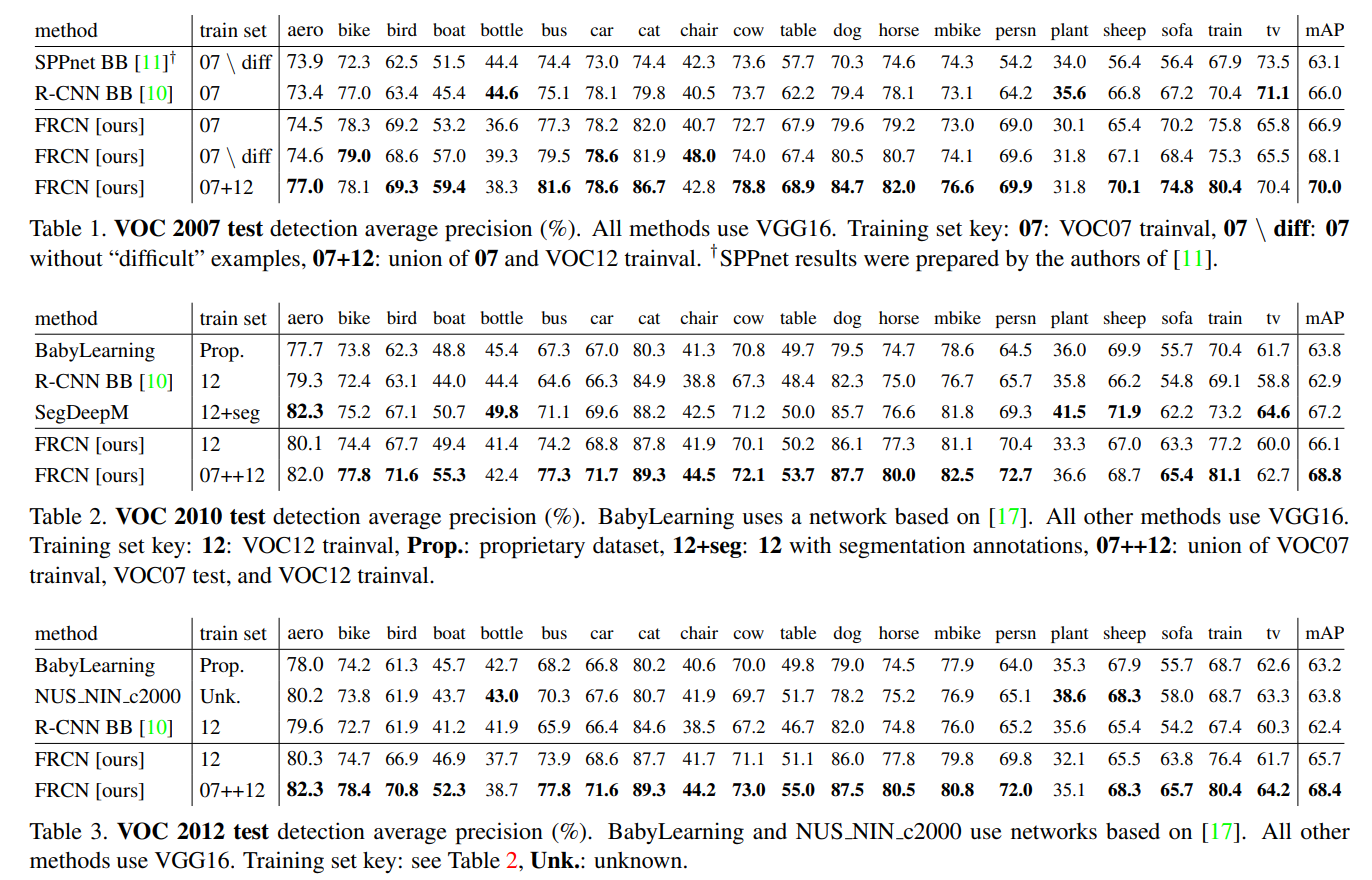 method train set aero bike bird boat bottle bus car cat chair cow table dog horse mbike persn plant sheep sofa train tv mAP
SPPnet BB [11]† 07 \ diff 73.9 72.3 62.5 51.5 44.4 74.4 73.0 74.4 42.3 73.6 57.7 70.3 74.6 74.3 54.2 34.0 56.4 56.4 67.9 73.5 63.1
R-CNN BB [10] 07 73.4 77.0 63.4 45.4 44.6 75.1 78.1 79.8 40.5 73.7 62.2 79.4 78.1 73.1 64.2 35.6 66.8 67.2 70.4 71.1 66.0
FRCN [ours] 07 74.5 78.3 69.2 53.2 36.6 77.3 78.2 82.0 40.7 72.7 67.9 79.6 79.2 73.0 69.0 30.1 65.4 70.2 75.8 65.8 66.9
FRCN [ours] 07 \ diff 74.6 79.0 68.6 57.0 39.3 79.5 78.6 81.9 48.0 74.0 67.4 80.5 80.7 74.1 69.6 31.8 67.1 68.4 75.3 65.5 68.1
FRCN [ours] 07+12 77.0 78.1 69.3 59.4 38.3 81.6 78.6 86.7 42.8 78.8 68.9 84.7 82.0 76.6 69.9 31.8 70.1 74.8 80.4 70.4 70.0
Table 1. VOC 2007 test detection average precision (%). All methods use VGG16. Training set key: 07: VOC07 trainval, 07 \ diff: 07
without “difficult” examples, 07+12: union of 07 and VOC12 trainval. †SPPnet results were prepared by the authors of [11].
method train set aero bike bird boat bottle bus car cat chair cow table dog horse mbike persn plant sheep sofa train tv mAP
BabyLearning Prop. 77.7 73.8 62.3 48.8 45.4 67.3 67.0 80.3 41.3 70.8 49.7 79.5 74.7 78.6 64.5 36.0 69.9 55.7 70.4 61.7 63.8
R-CNN BB [10] 12 79.3 72.4 63.1 44.0 44.4 64.6 66.3 84.9 38.8 67.3 48.4 82.3 75.0 76.7 65.7 35.8 66.2 54.8 69.1 58.8 62.9
SegDeepM 12+seg 82.3 75.2 67.1 50.7 49.8 71.1 69.6 88.2 42.5 71.2 50.0 85.7 76.6 81.8 69.3 41.5 71.9 62.2 73.2 64.6 67.2
FRCN [ours] 12 80.1 74.4 67.7 49.4 41.4 74.2 68.8 87.8 41.9 70.1 50.2 86.1 77.3 81.1 70.4 33.3 67.0 63.3 77.2 60.0 66.1
FRCN [ours] 07++12 82.0 77.8 71.6 55.3 42.4 77.3 71.7 89.3 44.5 72.1 53.7 87.7 80.0 82.5 72.7 36.6 68.7 65.4 81.1 62.7 68.8
Table 2. VOC 2010 test detection average precision (%). BabyLearning uses a network based on [17]. All other methods use VGG16.
Training set key: 12: VOC12 trainval, Prop.: proprietary dataset, 12+seg: 12 with segmentation annotations, 07++12: union of VOC07
trainval, VOC07 test, and VOC12 trainval.
method train set aero bike bird boat bottle bus car cat chair cow table dog horse mbike persn plant sheep sofa train tv mAP
BabyLearning Prop. 78.0 74.2 61.3 45.7 42.7 68.2 66.8 80.2 40.6 70.0 49.8 79.0 74.5 77.9 64.0 35.3 67.9 55.7 68.7 62.6 63.2
NUS_NIN_c2000 Unk. 80.2 73.8 61.9 43.7 43.0 70.3 67.6 80.7 41.9 69.7 51.7 78.2 75.2 76.9 65.1 38.6 68.3 58.0 68.7 63.3 63.8
R-CNN BB [10] 12 79.6 72.7 61.9 41.2 41.9 65.9 66.4 84.6 38.5 67.2 46.7 82.0 74.8 76.0 65.2 35.6 65.4 54.2 67.4 60.3 62.4
FRCN [ours] 12 80.3 74.7 66.9 46.9 37.7 73.9 68.6 87.7 41.7 71.1 51.1 86.0 77.8 79.8 69.8 32.1 65.5 63.8 76.4 61.7 65.7
FRCN [ours] 07++12 82.3 78.4 70.8 52.3 38.7 77.8 71.6 89.3 44.2 73.0 55.0 87.5 80.5 80.8 72.0 35.1 68.3 65.7 80.4 64.2 68.4
Table 3. VOC 2012 test detection average precision (%). BabyLearning and NUS_NIN_c2000 use networks based on [17]. All other
methods use VGG16. Training set key: see Table 2, Unk.: unknown.